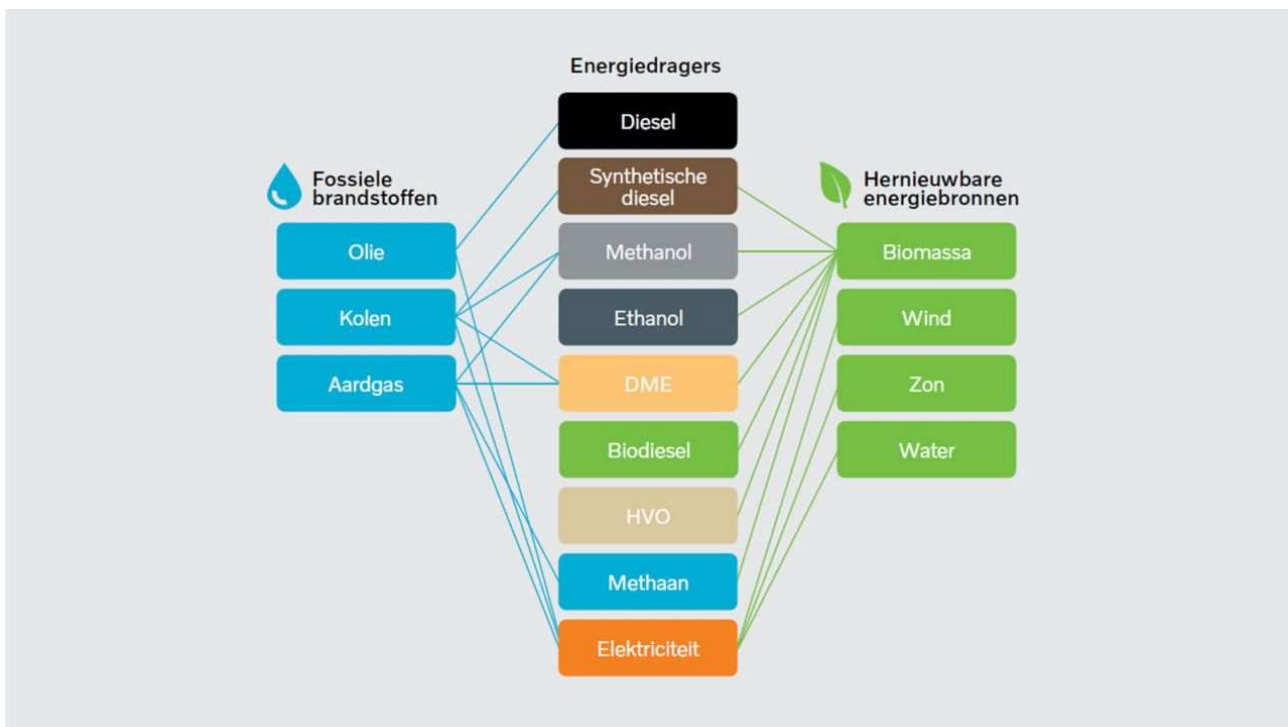 Energiedragers
Diesel
Synthetische
diesel
Methanol
Ethanol
DME
Biodiesel
HVO
Methaan
Elektriciteit
Fossiele
brandstoffen
Olie
Kolen
Aardgas
Hernieuwbare
energiebronnen
Biomassa
Wind
Zon
Water